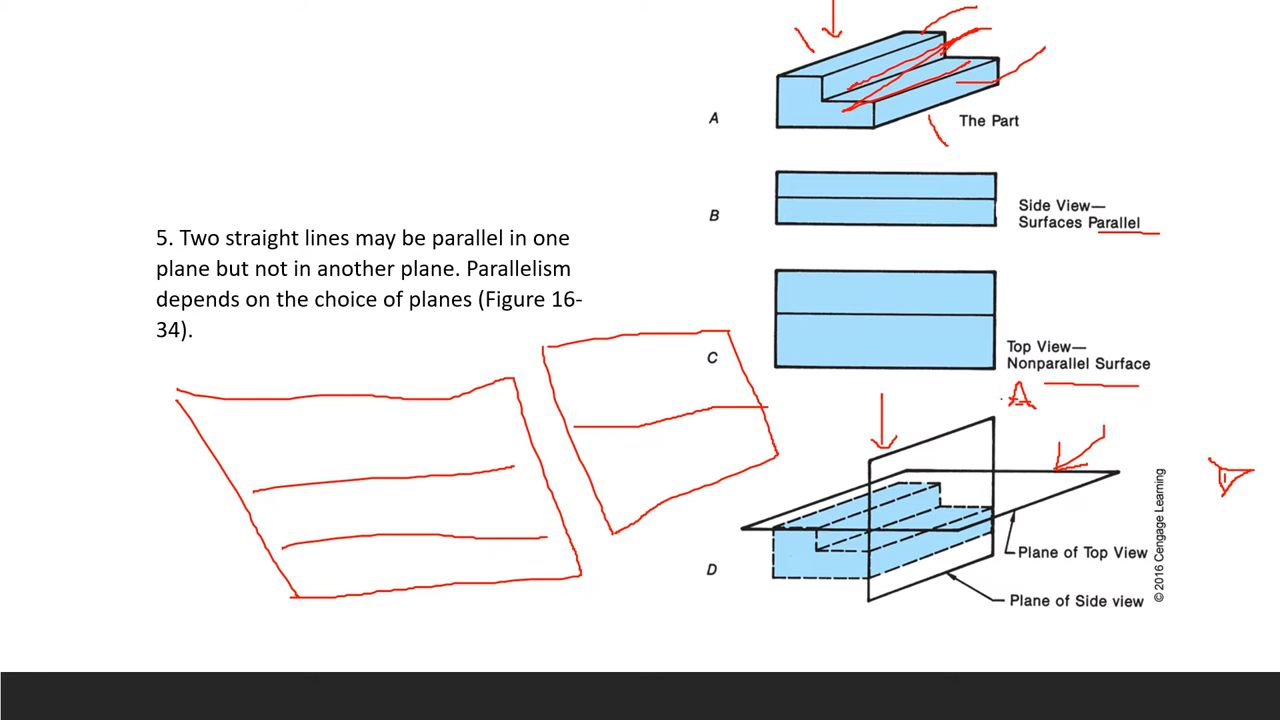 5. Two straight lines may be parallel in one
plane but not in another plane. Parallelism
depends on the choice of planes (Figure 16-
34).
A
The Part
B
Side View—
Surfaces Parallel
C
Top View—
Nonparallel Surface
A
D
Plane of Top View
Plane of Side view
© 2016 Cengage Learning